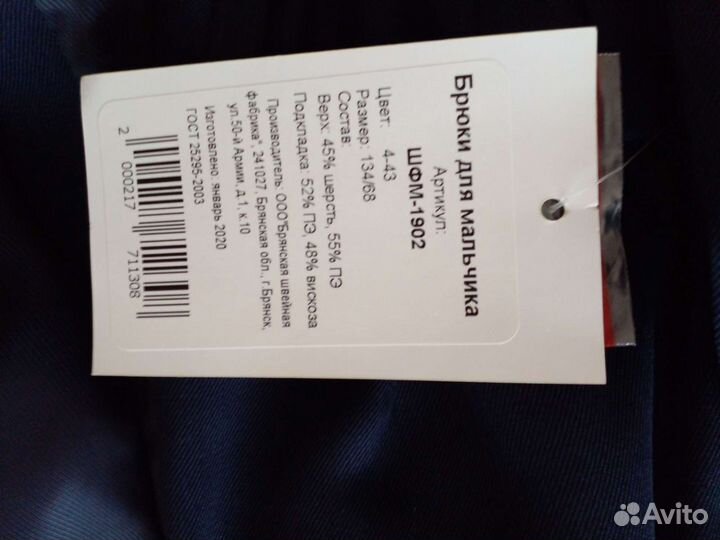 Брюки для мальчика
Артикул:
ШФМ-1902
Цвет: 4-43
Размер: 134/68
Состав:
Верх: 45% шерсть, 55% ПЭ
Подкладка: 52% ПЭ, 48% вискоза
Производитель: ООО"Брянская швейная
фабрика", 241027, Брянская обл., г.Брянск,
ул.50-й Армии, д.1, к.10
Изготовлено: январь 2020
ГОСТ 25295-2003
2 000217 711308
Avito